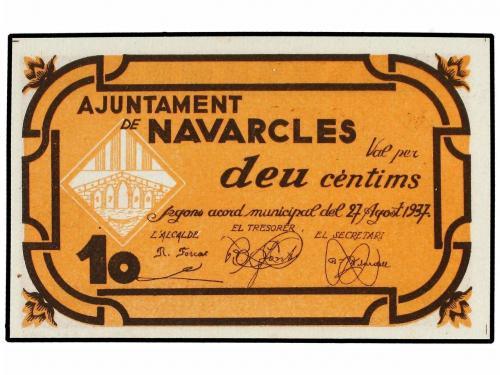 AJUNTAMENT
DE NAVARCLES
Val per
deu cèntims
Segons acord municipal del 27 Agost 1937.
L'ALCALDE EL TRESORER EL SECRETARI
10